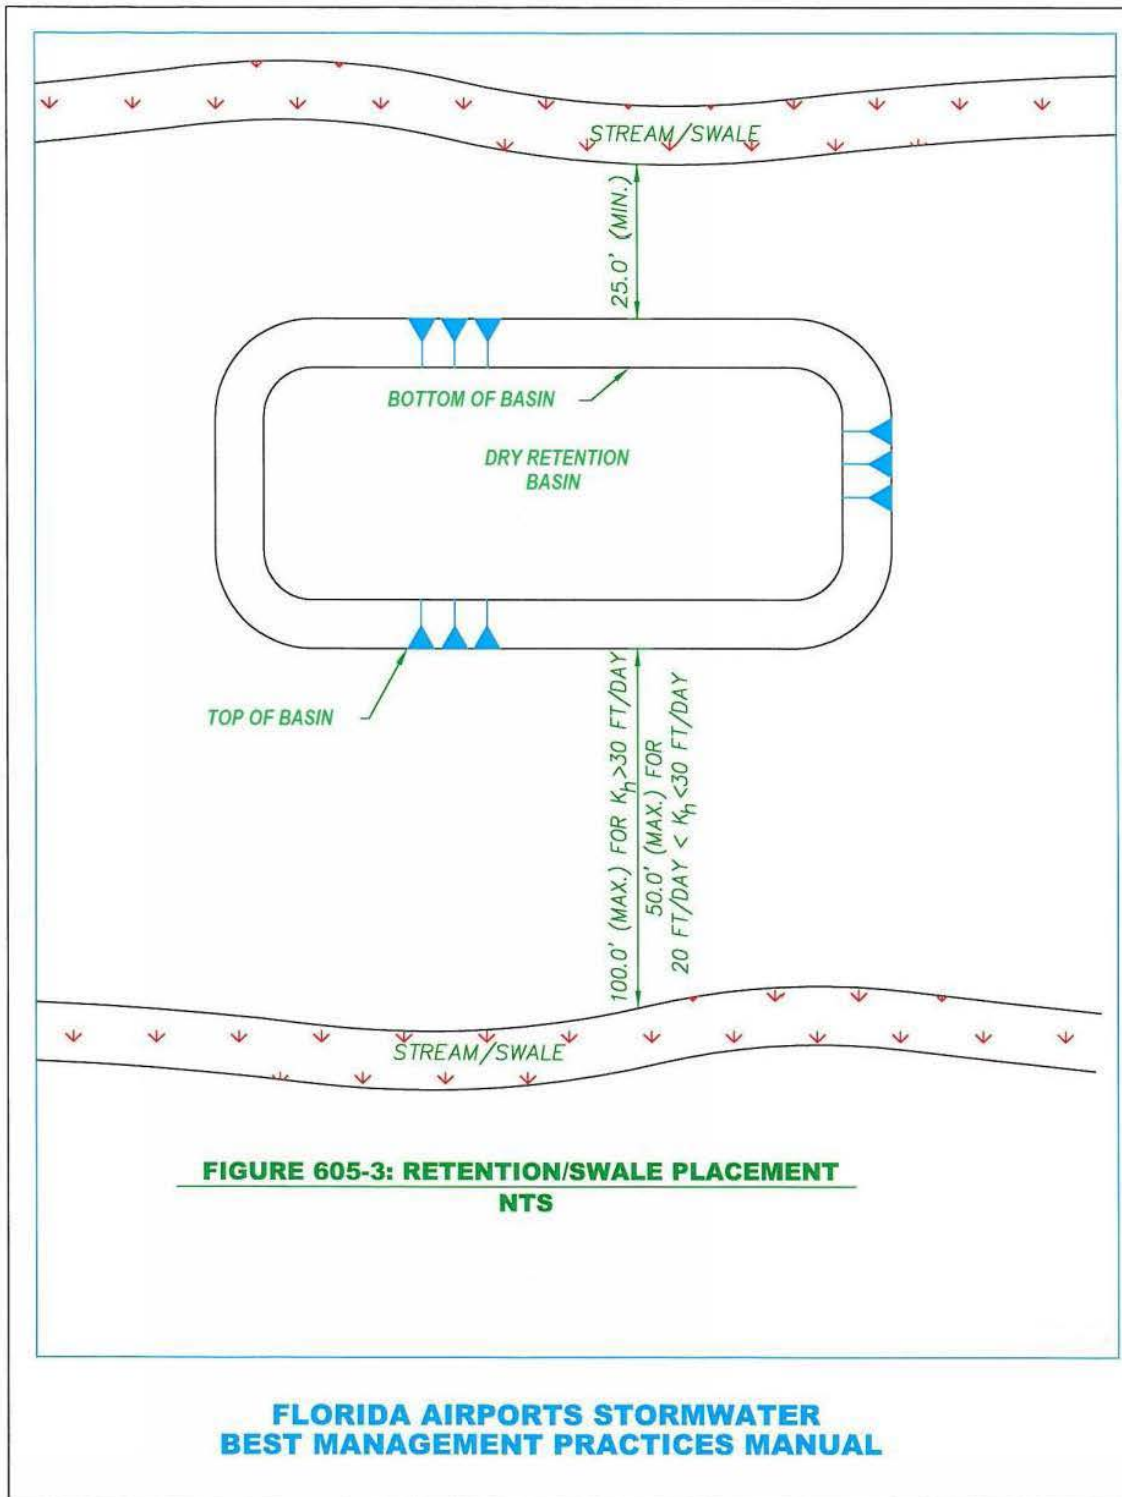 STREAM/SWALE
25.0' (MIN.)
BOTTOM OF BASIN
DRY RETENTION
BASIN
TOP OF BASIN
100.0' (MAX.) FOR Kh>30 FT/DAY
50.0' (MAX.) FOR
20 FT/DAY < Kh <30 FT/DAY
STREAM/SWALE
FIGURE 605-3: RETENTION/SWALE PLACEMENT
NTS
FLORIDA AIRPORTS STORMWATER
BEST MANAGEMENT PRACTICES MANUAL